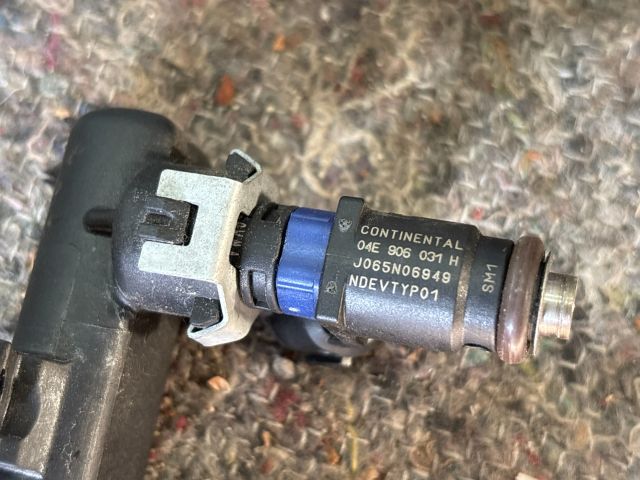 CONTINENTAL
04E 906 031 H
J065N06949
NDEVTYP01
SM1